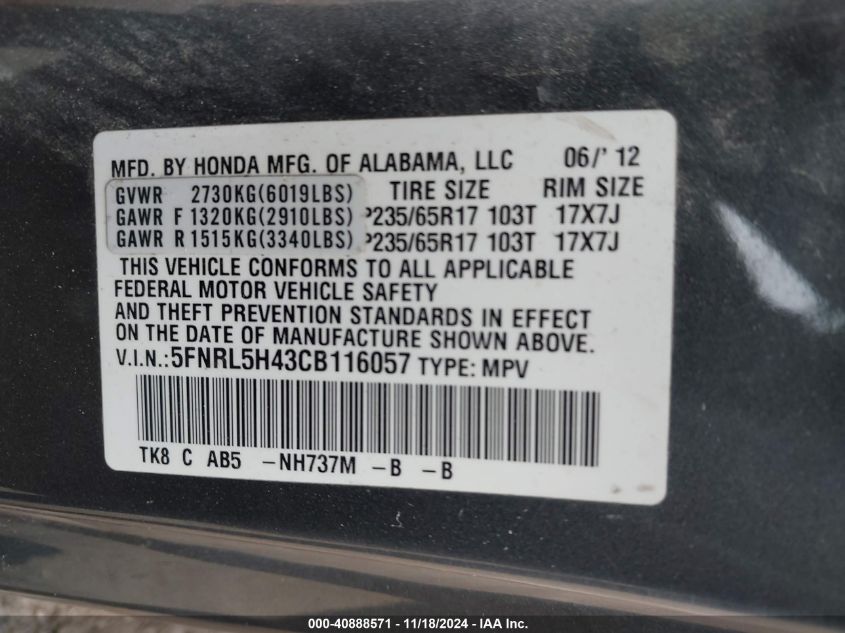 MFD. BY HONDA MFG. OF ALABAMA, LLC 06/' 12
GVWR 2730KG(6019LBS) TIRE SIZE RIM SIZE
GAWR F 1320KG(2910LBS) P235/65R17 103T 17X7J
GAWR R 1515KG(3340LBS) P235/65R17 103T 17X7J
THIS VEHICLE CONFORMS TO ALL APPLICABLE
FEDERAL MOTOR VEHICLE SAFETY
AND THEFT PREVENTION STANDARDS IN EFFECT
ON THE DATE OF MANUFACTURE SHOWN ABOVE.
V.I.N.:5FNRL5H43CB116057 TYPE: MPV
TK8 C AB5 -NH737M -B -B
000-40888571 - 11/18/2024 - IAA Inc.